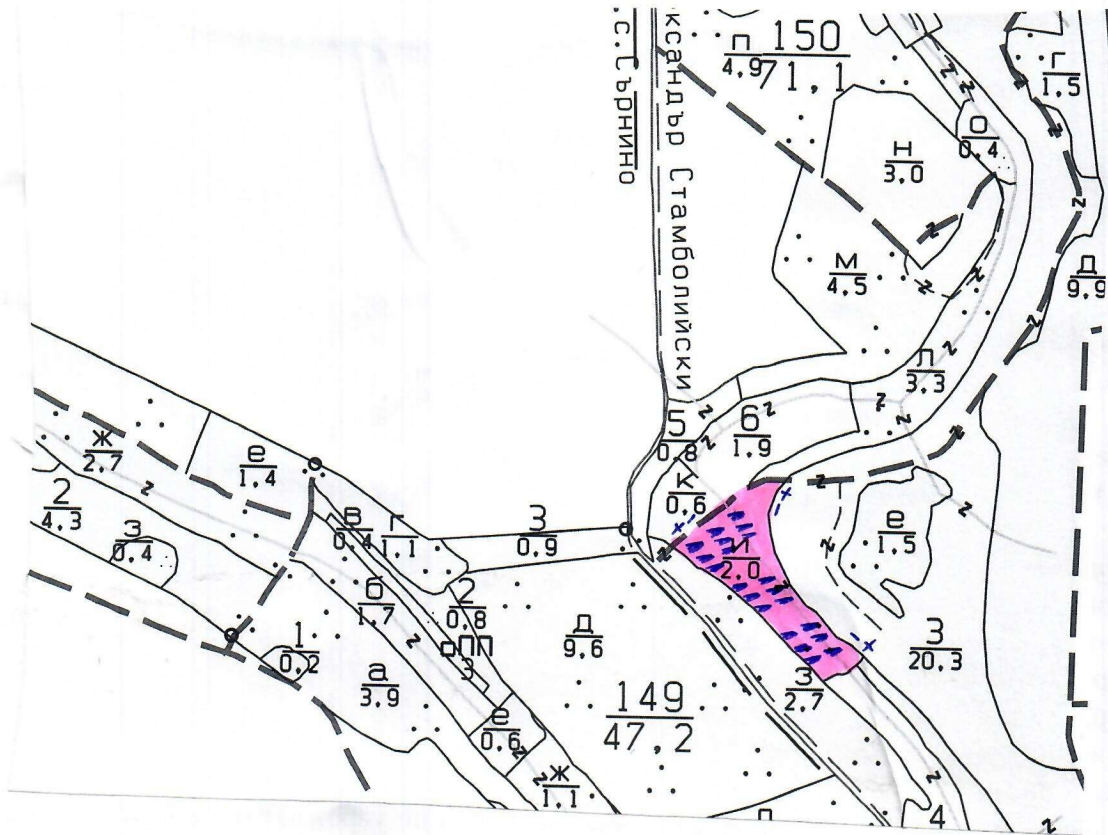 с.Сърнино
ксандър Стамболийски
п
4,9
150
71,1
г
1,5
о
0,4
н
3,0
м
4,5
д
9,9
л
3,3
5
0,8
6
1,9
к
0,6
и
2,0
е
1,5
з
20,3
ж
2,7
е
1,4
2
4,3
з
0,4
в
0,4
г
1,1
3
0,9
б
1,7
2
0,8
ПП
3
д
9,6
1
0,2
а
3,9
149
47,2
з
2,7
е
0,6
ж
1,1
4